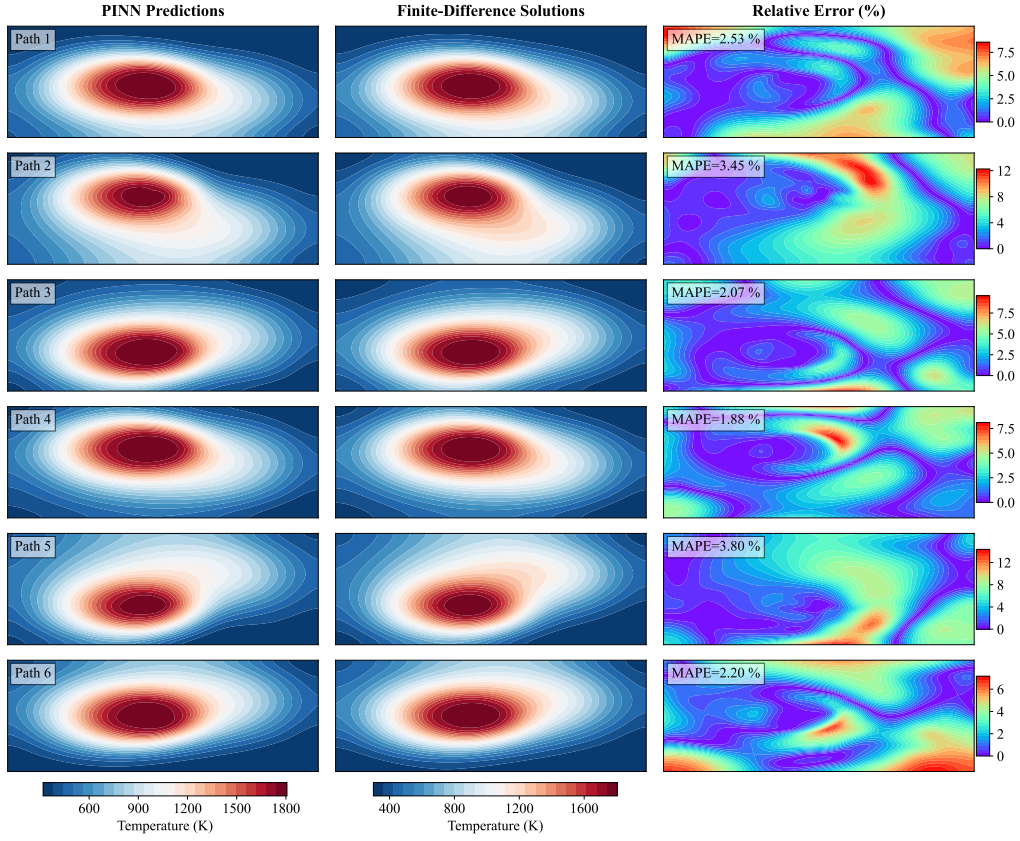 PINN Predictions Finite-Difference Solutions Relative Error (%)
Path 1 MAPE=2.53 %
7.5
5.0
2.5
0.0
Path 2 MAPE=3.45 %
12
8
4
0
Path 3 MAPE=2.07 %
7.5
5.0
2.5
0.0
Path 4 MAPE=1.88 %
7.5
5.0
2.5
0.0
Path 5 MAPE=3.80 %
12
8
4
0
Path 6 MAPE=2.20 %
6
4
2
0
600 900 1200 1500 1800 400 800 1200 1600
Temperature (K) Temperature (K)